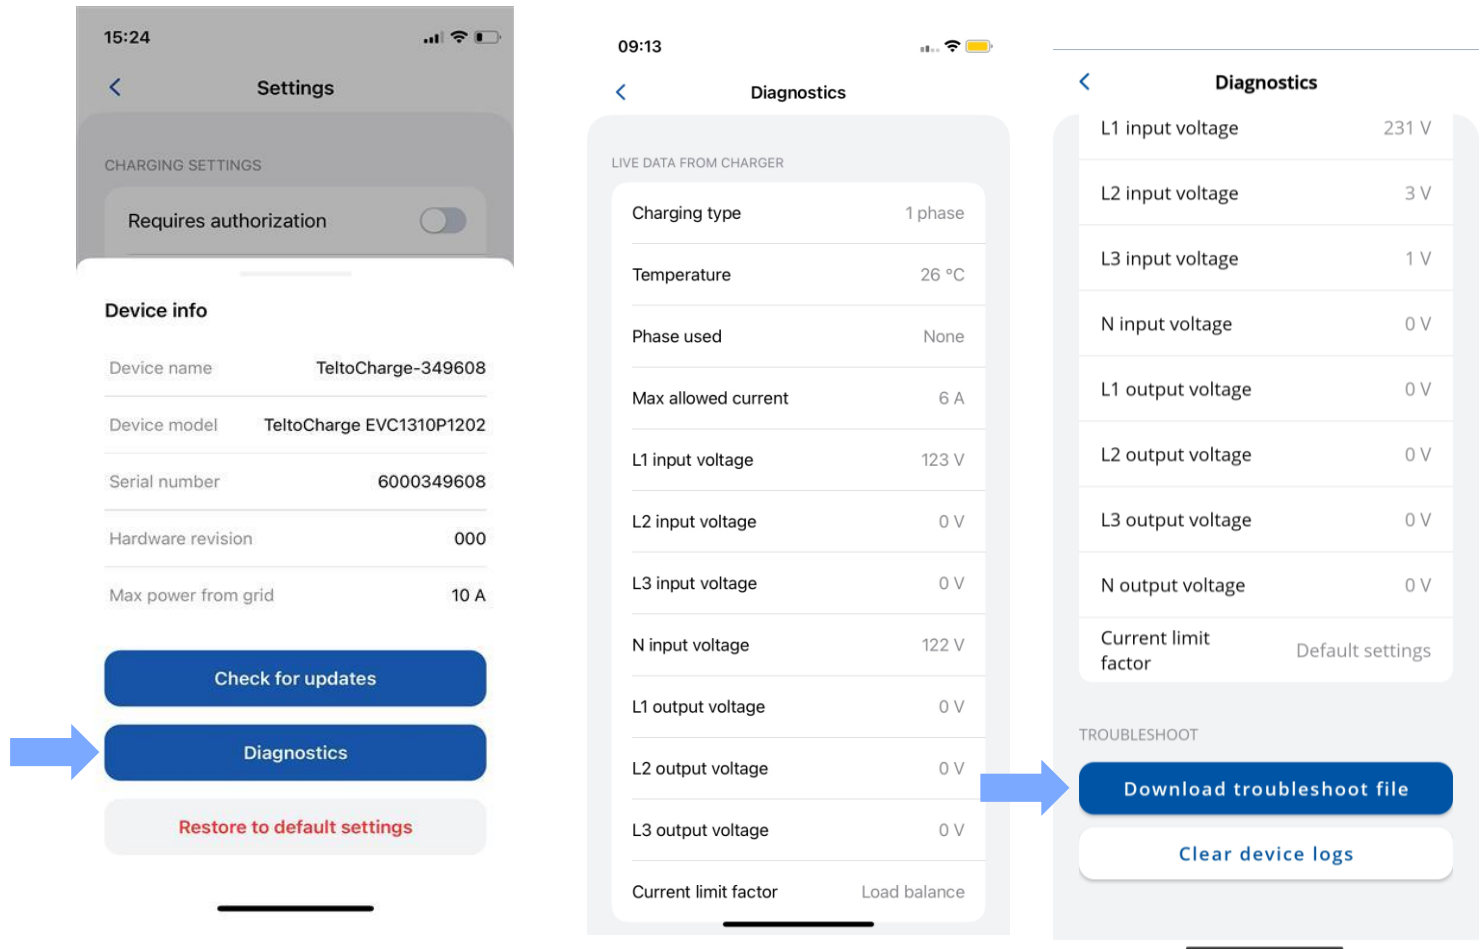 15:24
Settings
CHARGING SETTINGS
Requires authorization
Device info
Device name TeltoCharge-349608
Device model TeltoCharge EVC1310P1202
Serial number 6000349608
Hardware revision 000
Max power from grid 10 A
Check for updates
Diagnostics
Restore to default settings
09:13
Diagnostics
LIVE DATA FROM CHARGER
Charging type 1 phase
Temperature 26 °C
Phase used None
Max allowed current 6 A
L1 input voltage 123 V
L2 input voltage 0 V
L3 input voltage 0 V
N input voltage 122 V
L1 output voltage 0 V
L2 output voltage 0 V
L3 output voltage 0 V
Current limit factor Load balance
Diagnostics
L1 input voltage 231 V
L2 input voltage 3 V
L3 input voltage 1 V
N input voltage 0 V
L1 output voltage 0 V
L2 output voltage 0 V
L3 output voltage 0 V
N output voltage 0 V
Current limit
factor Default settings
TROUBLESHOOT
Download troubleshoot file
Clear device logs